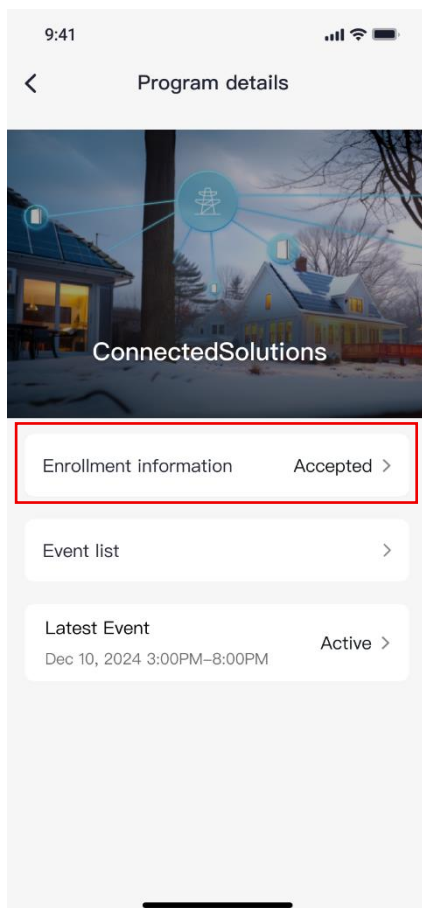 9:41
Program details
ConnectedSolutions
Enrollment information Accepted
Event list
Latest Event
Active
Dec 10, 2024 3:00PM–8:00PM